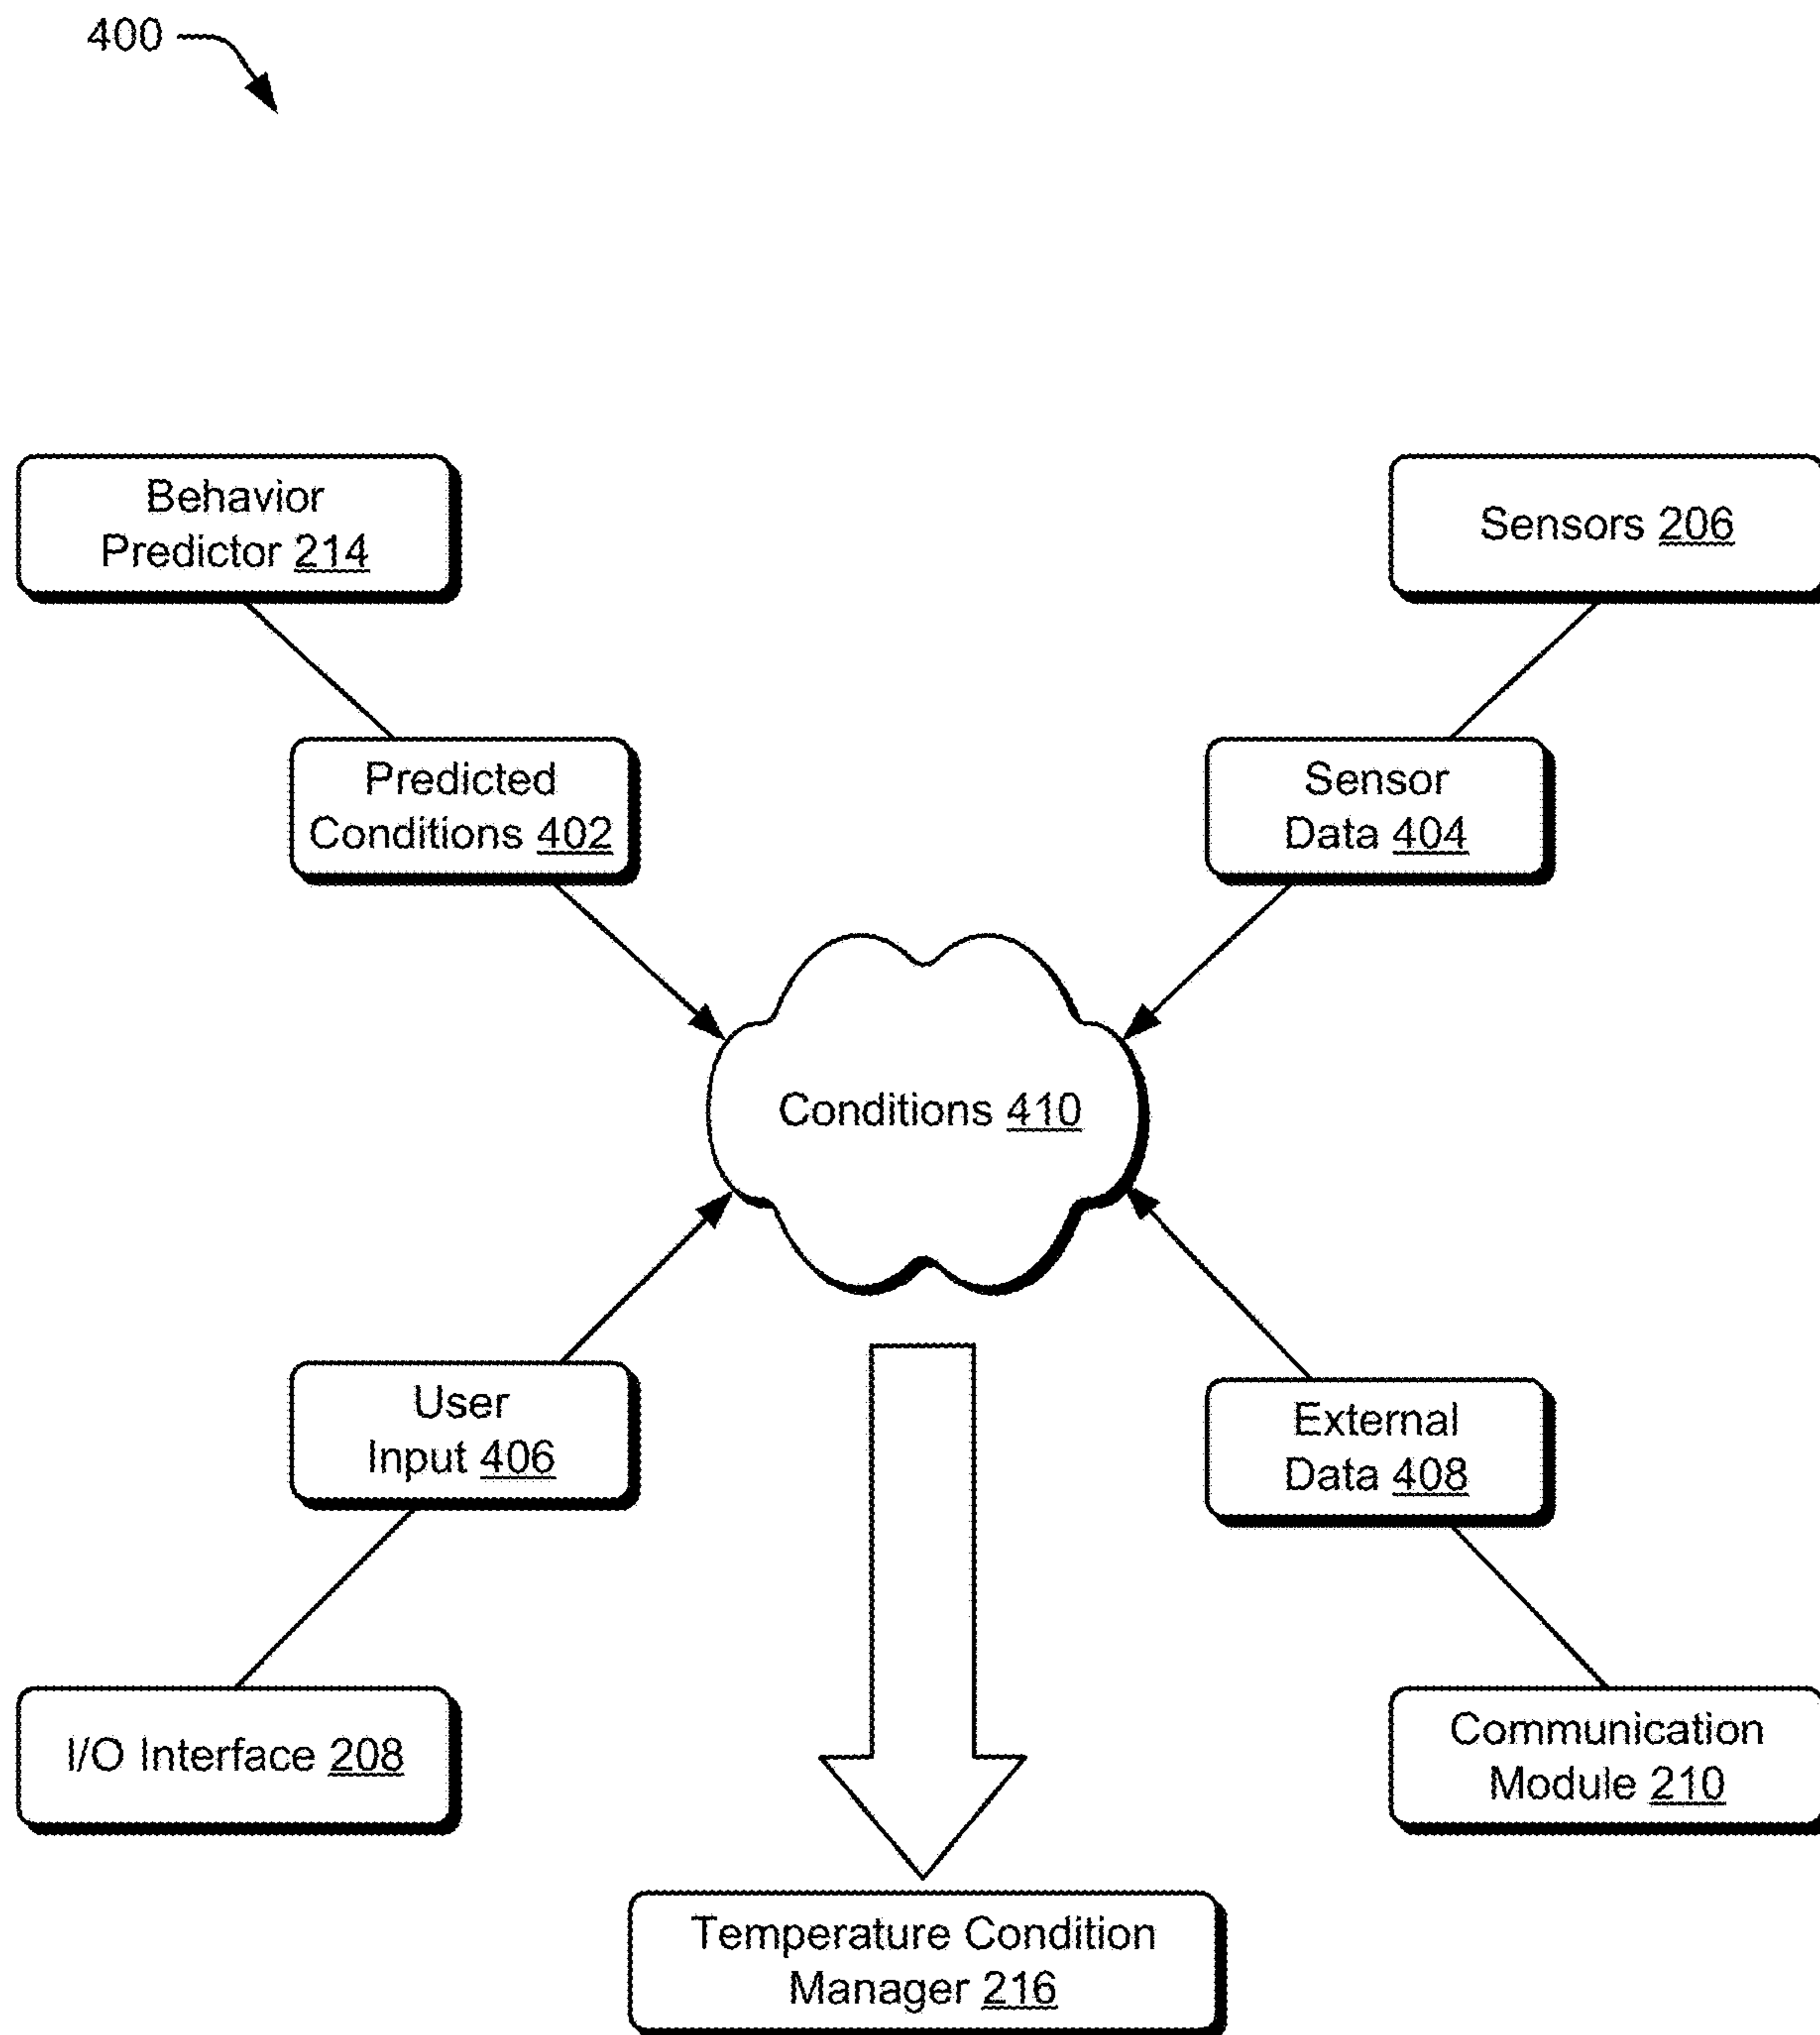 400
Behavior
Predictor 214
Sensors 206
Predicted
Conditions 402
Sensor
Data 404
Conditions 410
User
Input 406
External
Data 408
I/O Interface 208
Communication
Module 210
Temperature Condition
Manager 216